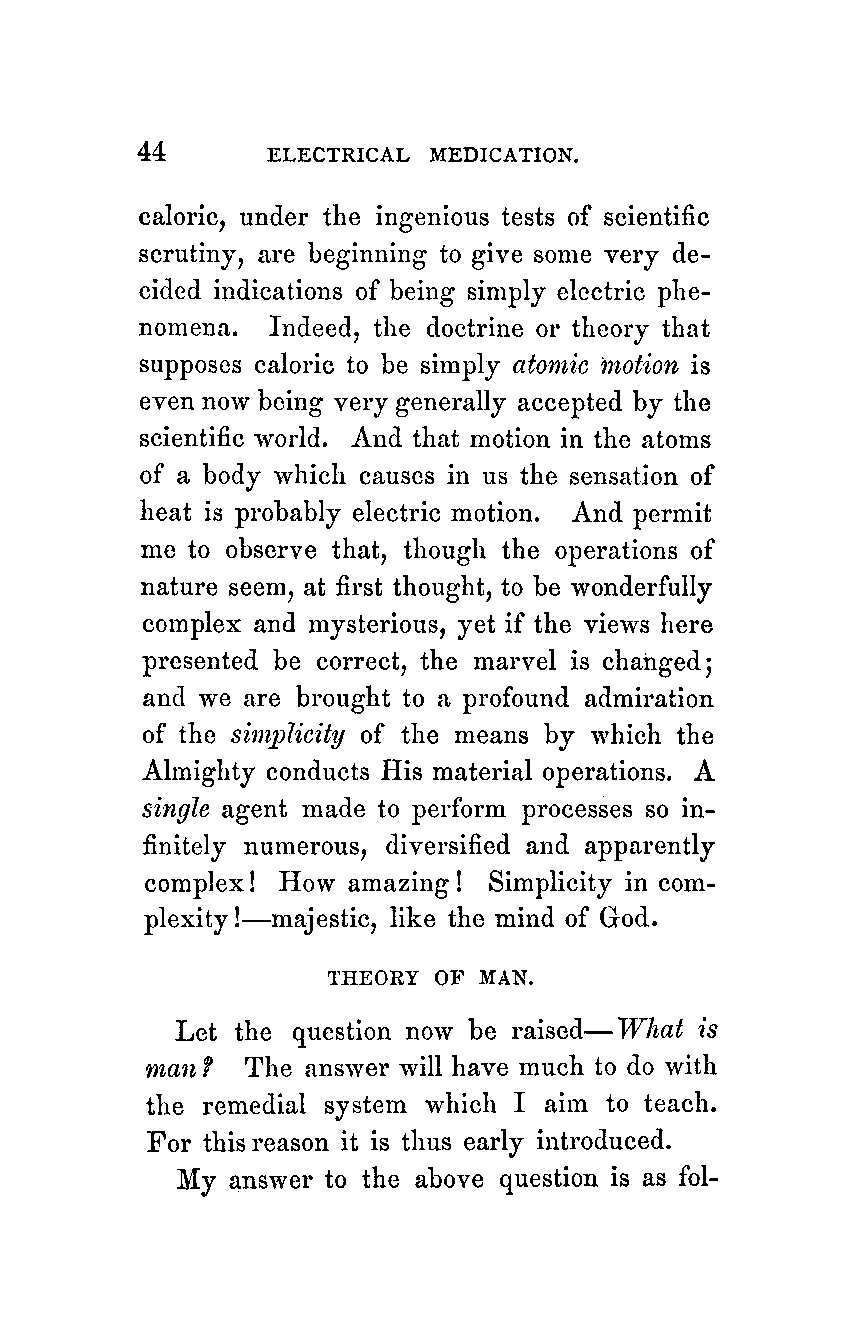 44 ELECTRICAL MEDICATION.
caloric, under the ingenious tests of scientific
scrutiny, are beginning to give some very de-
cided indications of being simply electric phe-
nomena. Indeed, the doctrine or theory that
supposes caloric to be simply atomic motion is
even now being very generally accepted by the
scientific world. And that motion in the atoms
of a body which causes in us the sensation of
heat is probably electric motion. And permit
me to observe that, though the operations of
nature seem, at first thought, to be wonderfully
complex and mysterious, yet if the views here
presented be correct, the marvel is changed;
and we are brought to a profound admiration
of the simplicity of the means by which the
Almighty conducts His material operations. A
single agent made to perform processes so in-
finitely numerous, diversified and apparently
complex! How amazing! Simplicity in com-
plexity!—majestic, like the mind of God.
THEORY OF MAN.
Let the question now be raised—What is
man? The answer will have much to do with
the remedial system which I aim to teach.
For this reason it is thus early introduced.
My answer to the above question is as fol-